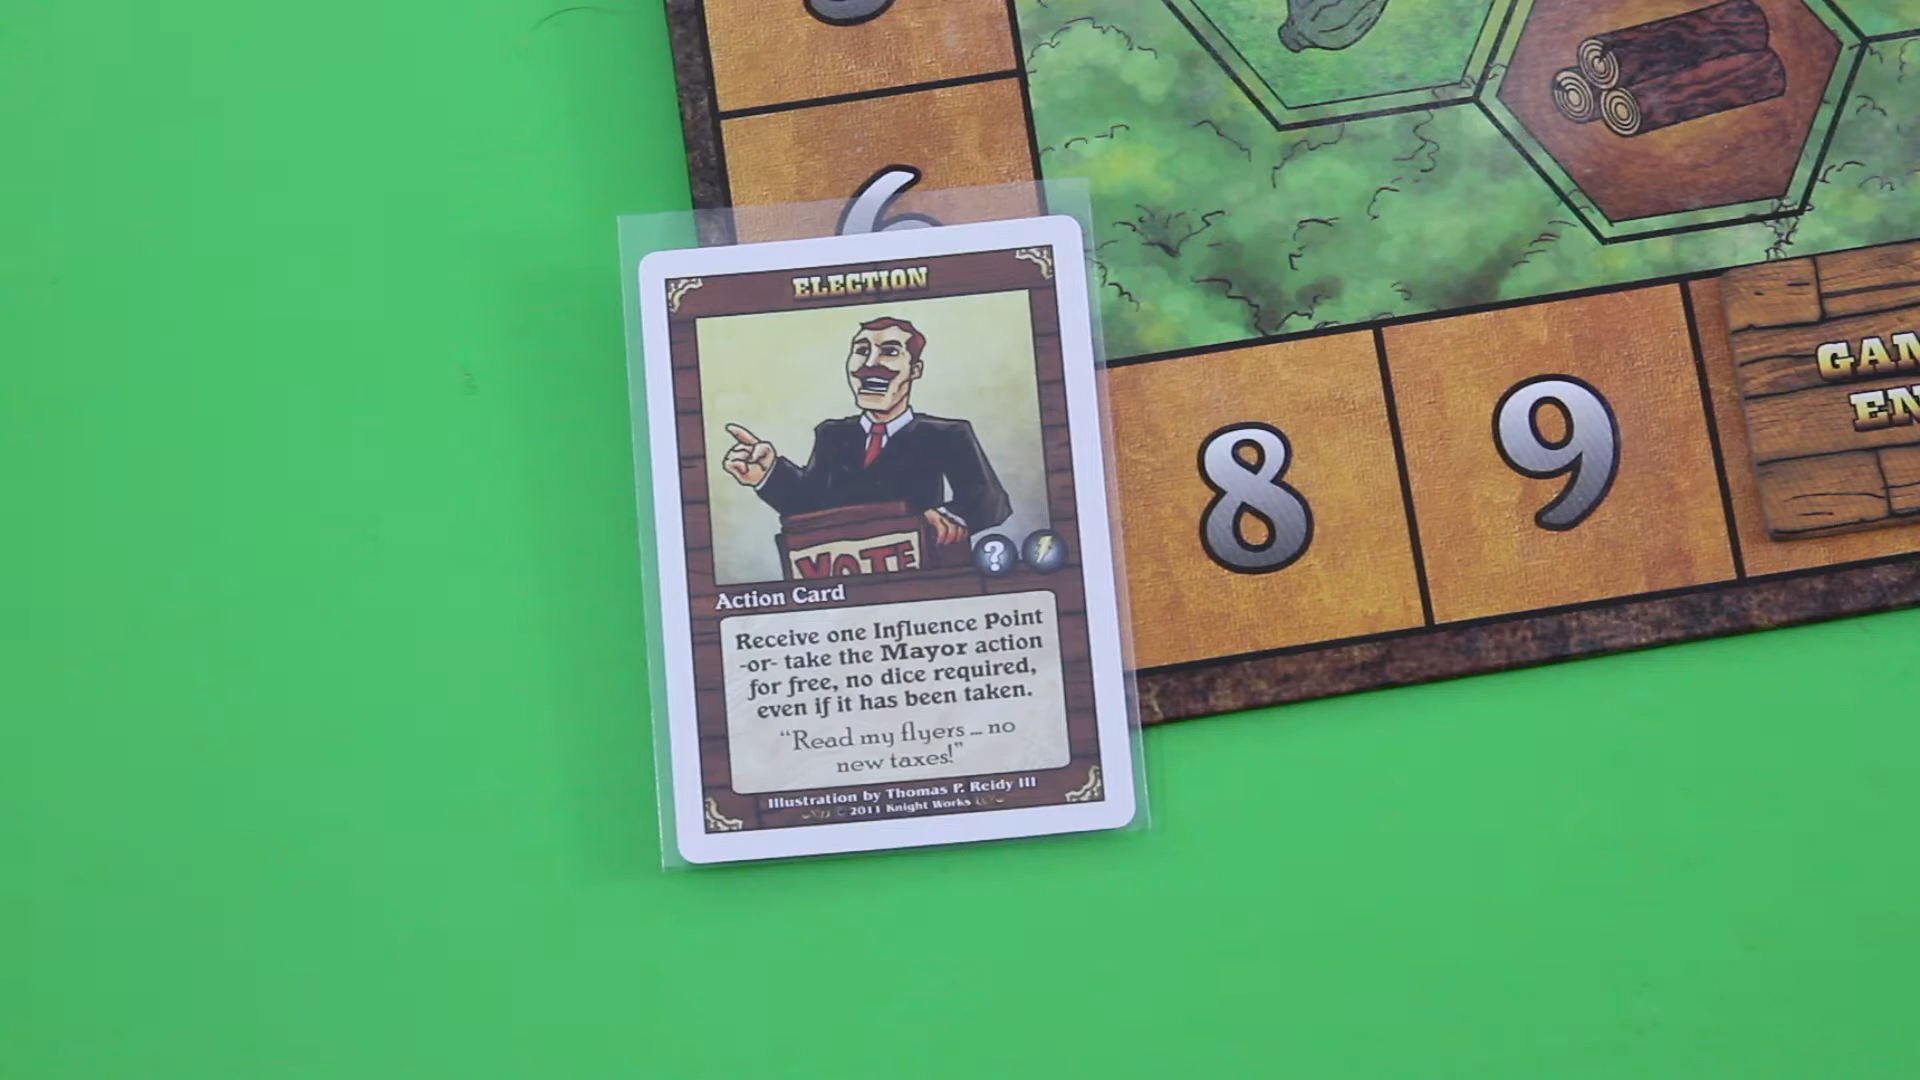 6
ELECTION
VOTE
Action Card
Receive one Influence Point
-or- take the Mayor action
for free, no dice required,
even if it has been taken.
“Read my flyers ... no
new taxes!”
Illustration by Thomas P. Reidy III
© 2011 Knight Works
8
9